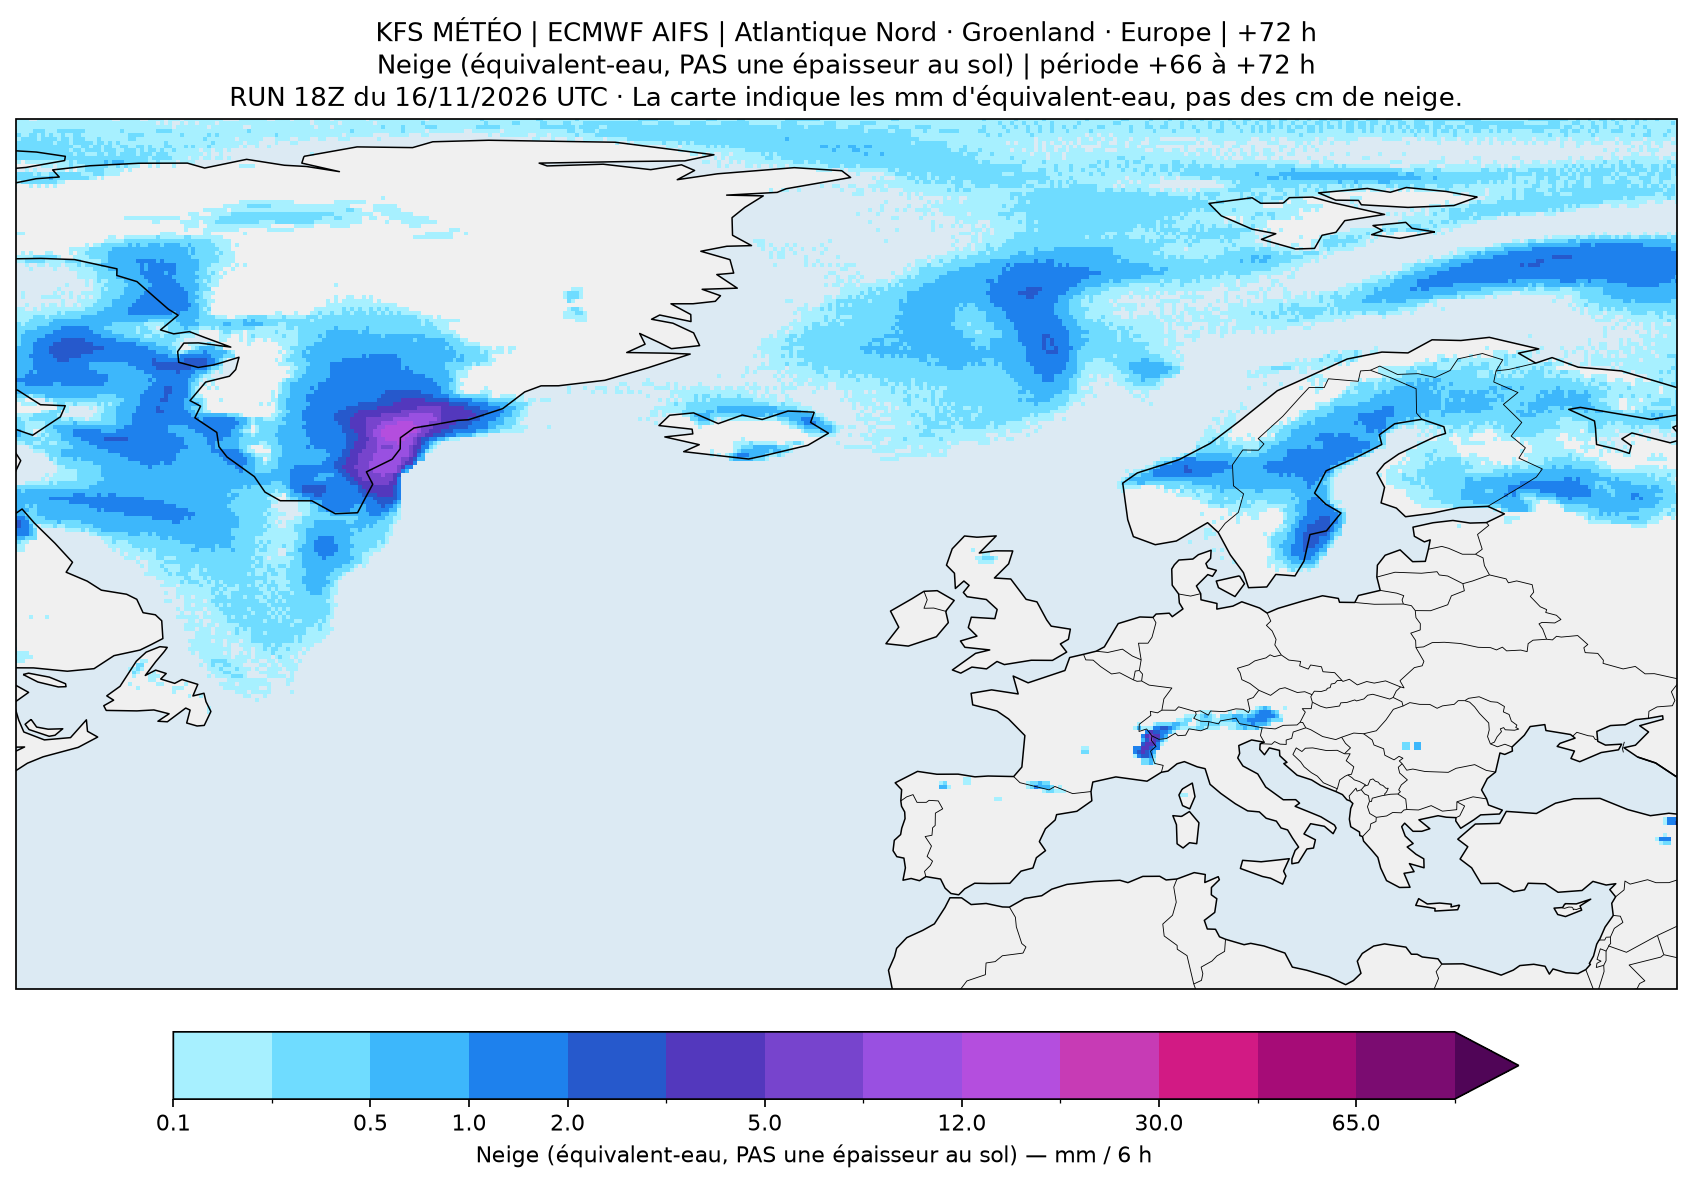 KFS MÉTÉO | ECMWF AIFS | Atlantique Nord · Groenland · Europe | +72 h
Neige (équivalent-eau, PAS une épaisseur au sol) | période +66 à +72 h
RUN 18Z du 16/11/2026 UTC · La carte indique les mm d'équivalent-eau, pas des cm de neige.
0.1 0.5 1.0 2.0 5.0 12.0 30.0 65.0
Neige (équivalent-eau, PAS une épaisseur au sol) — mm / 6 h